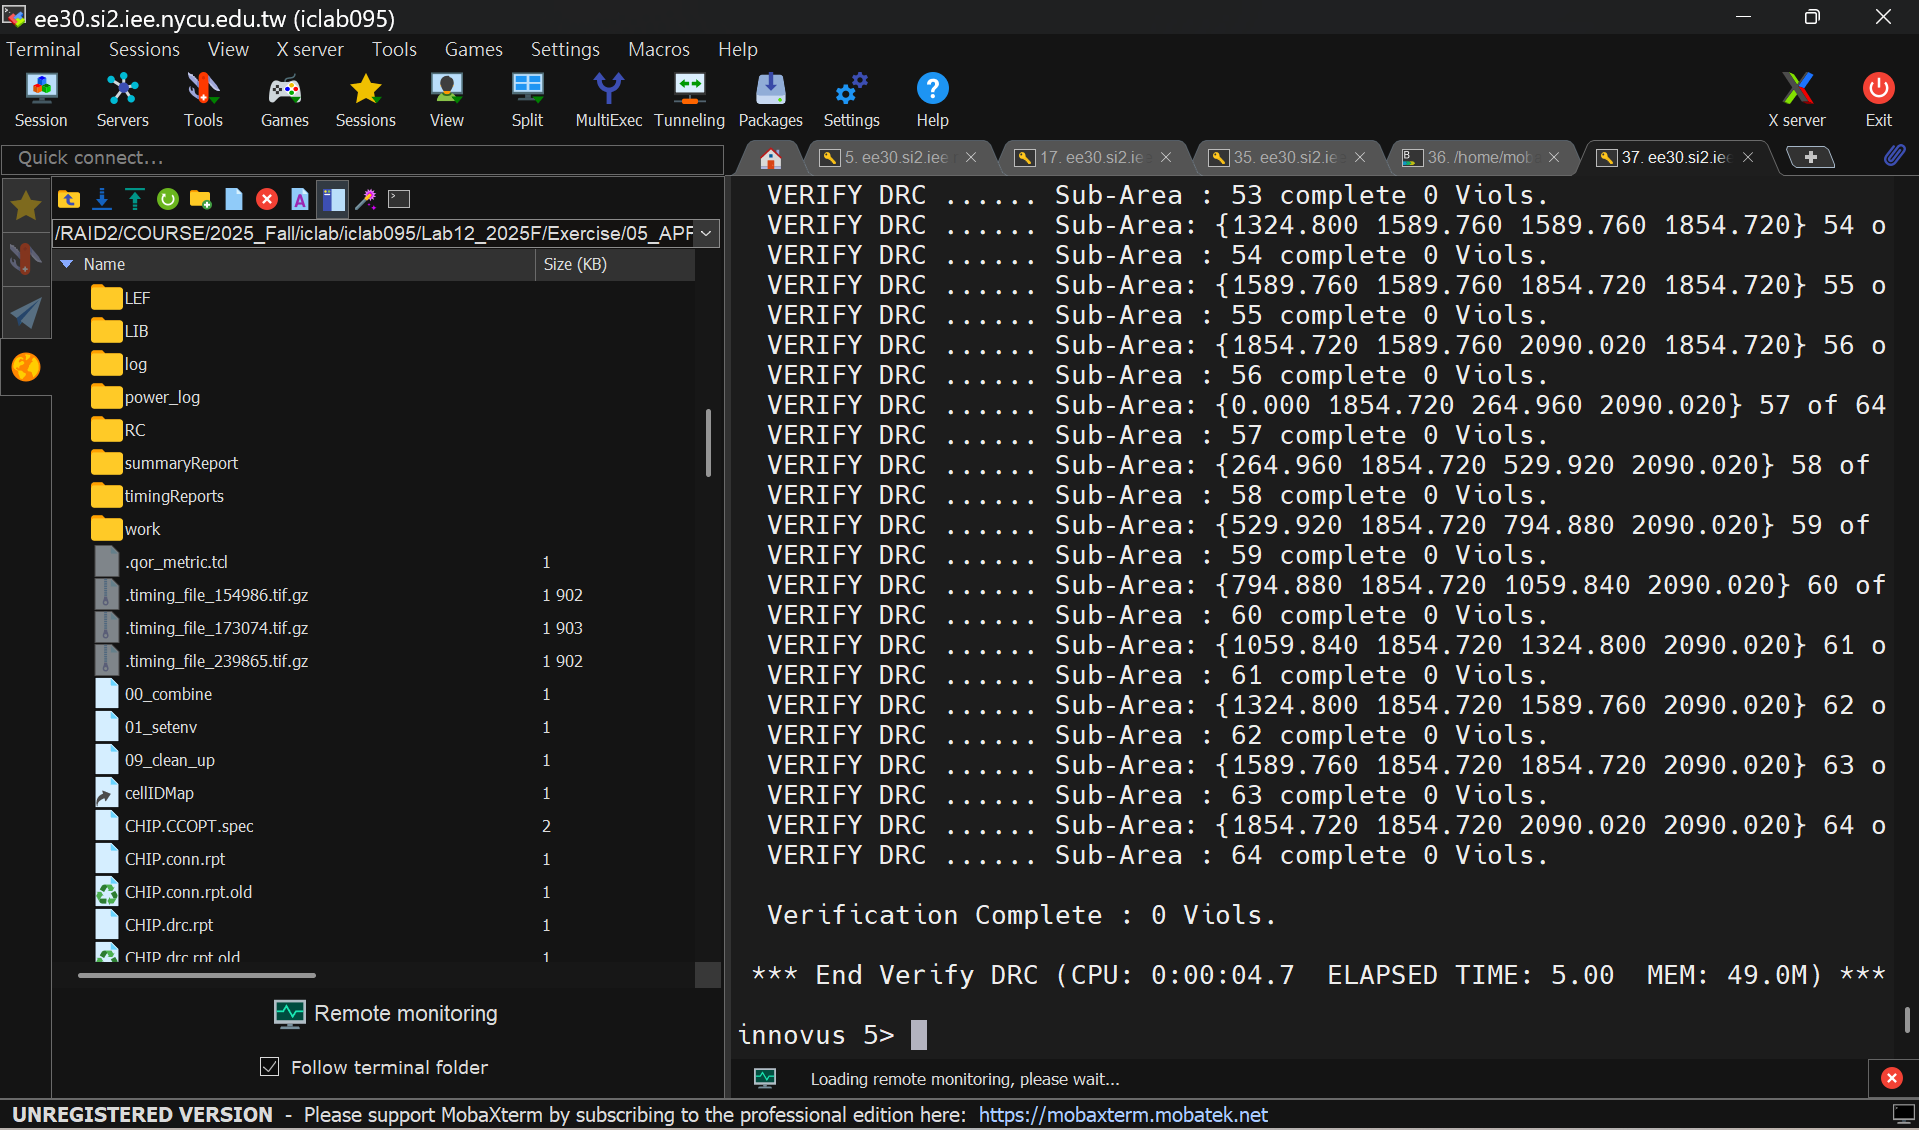 ee30.si2.iee.nycu.edu.tw (iclab095)
Terminal Sessions View X server Tools Games Settings Macros Help
Session Servers Tools Games Sessions View Split MultiExec Tunneling Packages Settings Help X server Exit
Quick connect...
5. ee30.si2.iee 17. ee30.si2.ie 35. ee30.si2.ie 36. /home/mob 37. ee30.si2.ie
/RAID2/COURSE/2025_Fall/iclab/iclab095/Lab12_2025F/Exercise/05_APR
Name Size (KB)
LEF
LIB
log
power_log
RC
summaryReport
timingReports
work
.qor_metric.tcl 1
.timing_file_154986.tif.gz 1 902
.timing_file_173074.tif.gz 1 903
.timing_file_239865.tif.gz 1 902
00_combine 1
01_setenv 1
09_clean_up 1
cellIDMap 1
CHIP.CCOPT.spec 2
CHIP.conn.rpt 1
CHIP.conn.rpt.old 1
CHIP.drc.rpt 1
CHIP.drc.rpt.old 1
Remote monitoring
Follow terminal folder
VERIFY DRC ...... Sub-Area : 53 complete 0 Viols.
VERIFY DRC ...... Sub-Area: {1324.800 1589.760 1589.760 1854.720} 54 o
VERIFY DRC ...... Sub-Area : 54 complete 0 Viols.
VERIFY DRC ...... Sub-Area: {1589.760 1589.760 1854.720 1854.720} 55 o
VERIFY DRC ...... Sub-Area : 55 complete 0 Viols.
VERIFY DRC ...... Sub-Area: {1854.720 1589.760 2090.020 1854.720} 56 o
VERIFY DRC ...... Sub-Area : 56 complete 0 Viols.
VERIFY DRC ...... Sub-Area: {0.000 1854.720 264.960 2090.020} 57 of 64
VERIFY DRC ...... Sub-Area : 57 complete 0 Viols.
VERIFY DRC ...... Sub-Area: {264.960 1854.720 529.920 2090.020} 58 of
VERIFY DRC ...... Sub-Area : 58 complete 0 Viols.
VERIFY DRC ...... Sub-Area: {529.920 1854.720 794.880 2090.020} 59 of
VERIFY DRC ...... Sub-Area : 59 complete 0 Viols.
VERIFY DRC ...... Sub-Area: {794.880 1854.720 1059.840 2090.020} 60 of
VERIFY DRC ...... Sub-Area : 60 complete 0 Viols.
VERIFY DRC ...... Sub-Area: {1059.840 1854.720 1324.800 2090.020} 61 o
VERIFY DRC ...... Sub-Area : 61 complete 0 Viols.
VERIFY DRC ...... Sub-Area: {1324.800 1854.720 1589.760 2090.020} 62 o
VERIFY DRC ...... Sub-Area : 62 complete 0 Viols.
VERIFY DRC ...... Sub-Area: {1589.760 1854.720 1854.720 2090.020} 63 o
VERIFY DRC ...... Sub-Area : 63 complete 0 Viols.
VERIFY DRC ...... Sub-Area: {1854.720 1854.720 2090.020 2090.020} 64 o
VERIFY DRC ...... Sub-Area : 64 complete 0 Viols.
Verification Complete : 0 Viols.
*** End Verify DRC (CPU: 0:00:04.7 ELAPSED TIME: 5.00 MEM: 49.0M) ***
innovus 5>
Loading remote monitoring, please wait...
UNREGISTERED VERSION - Please support MobaXterm by subscribing to the professional edition here: https://mobaxterm.mobatek.net